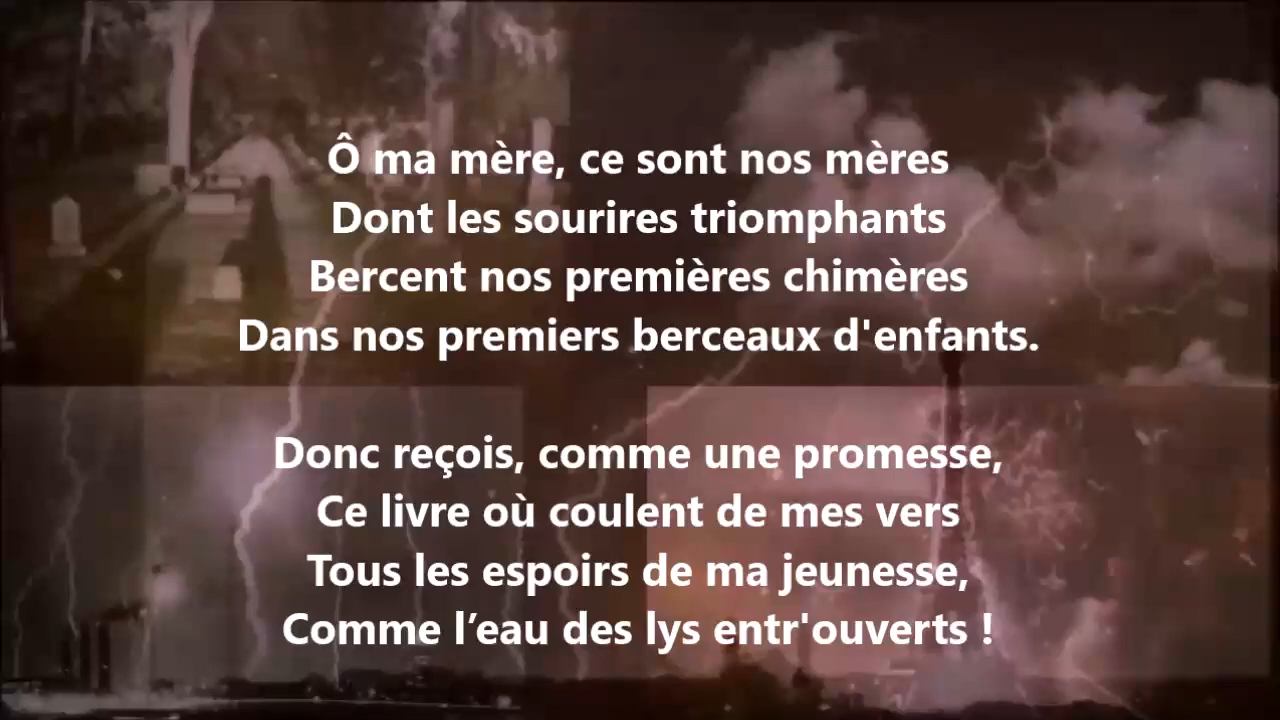 Ô ma mère, ce sont nos mères
Dont les sourires triomphants
Bercent nos premières chimères
Dans nos premiers berceaux d'enfants.
Donc reçois, comme une promesse,
Ce livre où coulent de mes vers
Tous les espoirs de ma jeunesse,
Comme l’eau des lys entr'ouverts !